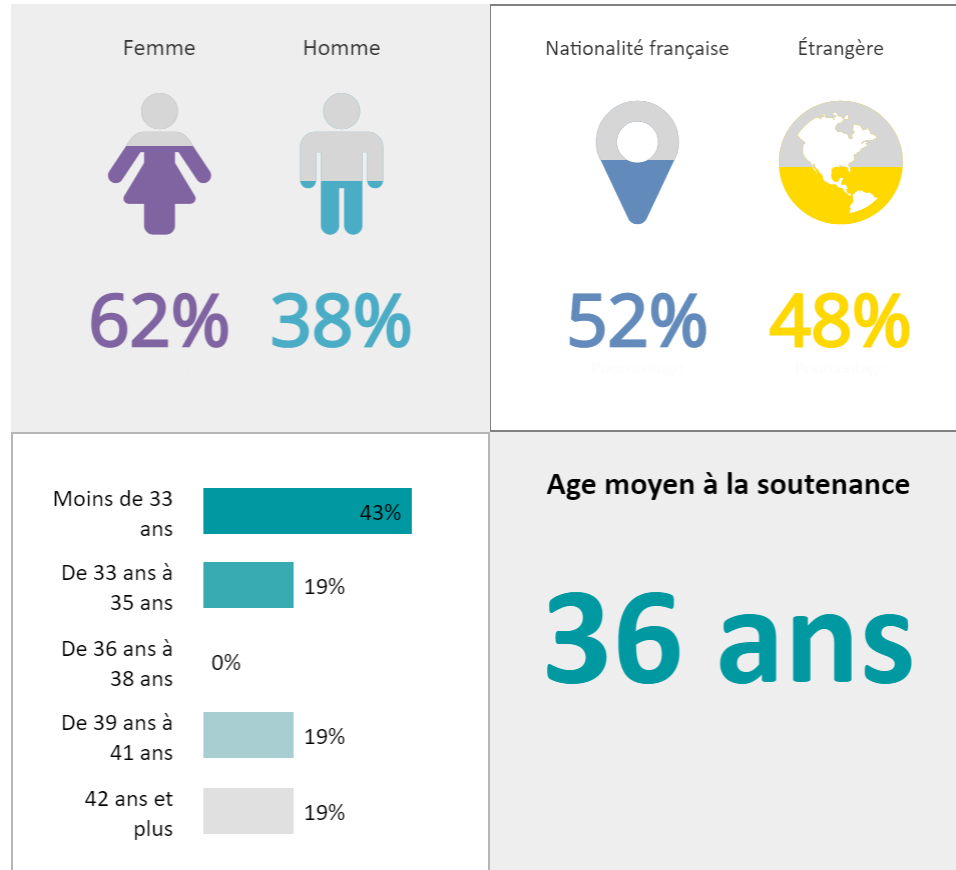 Femme Homme
62% 38%
Nationalité française Étrangère
52% 48%
Moins de 33
ans
43%
De 33 ans à
35 ans
19%
De 36 ans à
38 ans
0%
De 39 ans à
41 ans
19%
42 ans et
plus
19%
Age moyen à la soutenance
36 ans